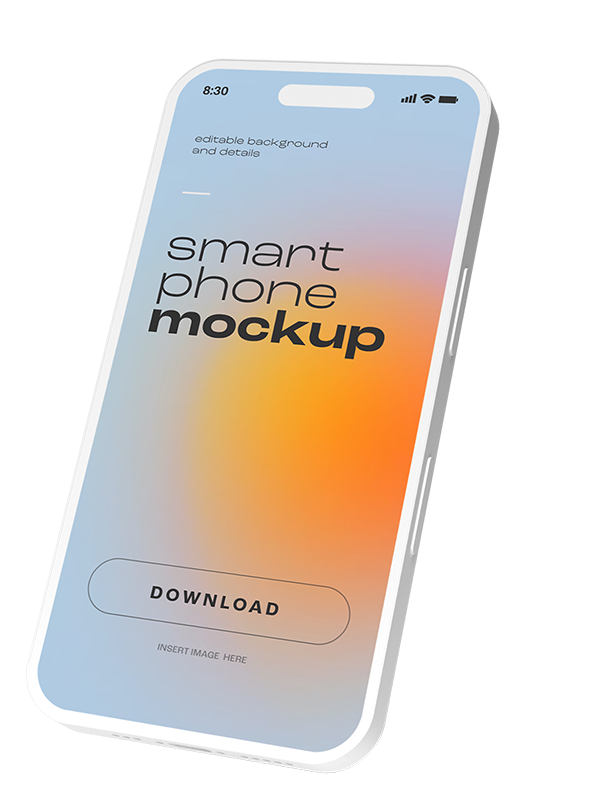 8:30
editable background
and details
smart
phone
mockup
DOWNLOAD
INSERT IMAGE HERE